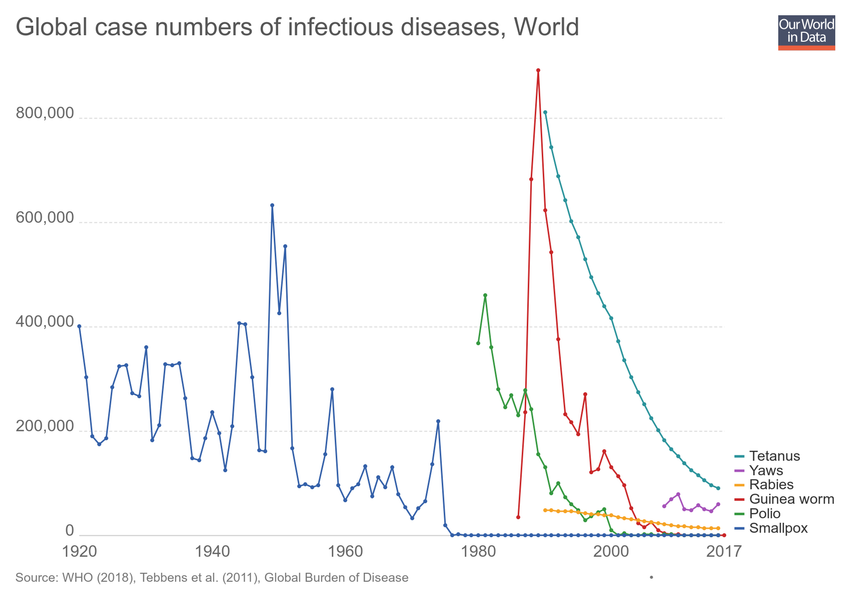 Global case numbers of infectious diseases, World
Our World
in Data
800,000
600,000
400,000
200,000
0
1920
1940
1960
1980
2000
2017
Tetanus
Yaws
Rabies
Guinea worm
Polio
Smallpox
Source: WHO (2018), Tebbens et al. (2011), Global Burden of Disease
•